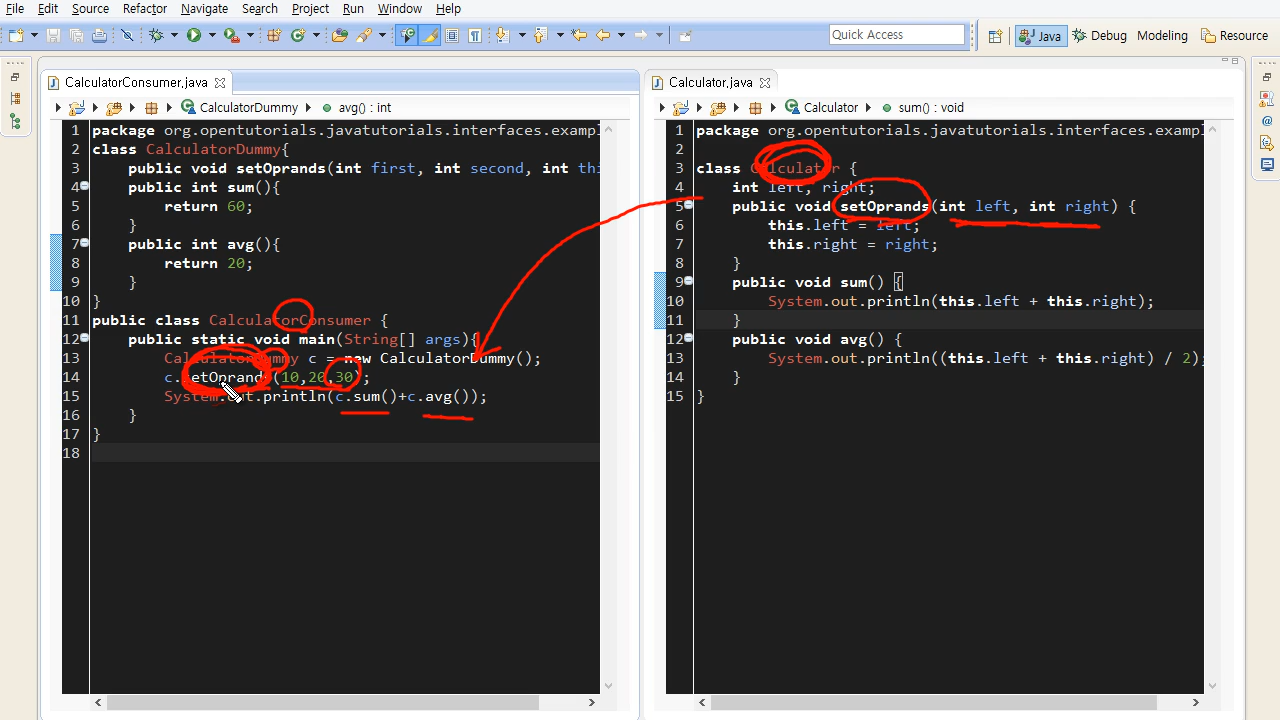 File Edit Source Refactor Navigate Search Project Run Window Help
Quick Access
Java Debug Modeling Resource
CalculatorConsumer.java
CalculatorDummy avg() : int
1 package org.opentutorials.javatutorials.interfaces.exampl
2 class CalculatorDummy{
3 public void setOprands(int first, int second, int thi
4 public int sum(){
5 return 60;
6 }
7 public int avg(){
8 return 20;
9 }
10 }
11 public class CalculatorConsumer {
12 public static void main(String[] args){
13 CalculatorDummy c = new CalculatorDummy();
14 c.setOprands(10,20,30);
15 System.out.println(c.sum()+c.avg());
16 }
17 }
18
Calculator.java
Calculator sum() : void
1 package org.opentutorials.javatutorials.interfaces.exampl
2
3 class Calculator {
4 int left, right;
5 public void setOprands(int left, int right) {
6 this.left = left;
7 this.right = right;
8 }
9 public void sum() {
10 System.out.println(this.left + this.right);
11 }
12 public void avg() {
13 System.out.println((this.left + this.right) / 2);
14 }
15 }